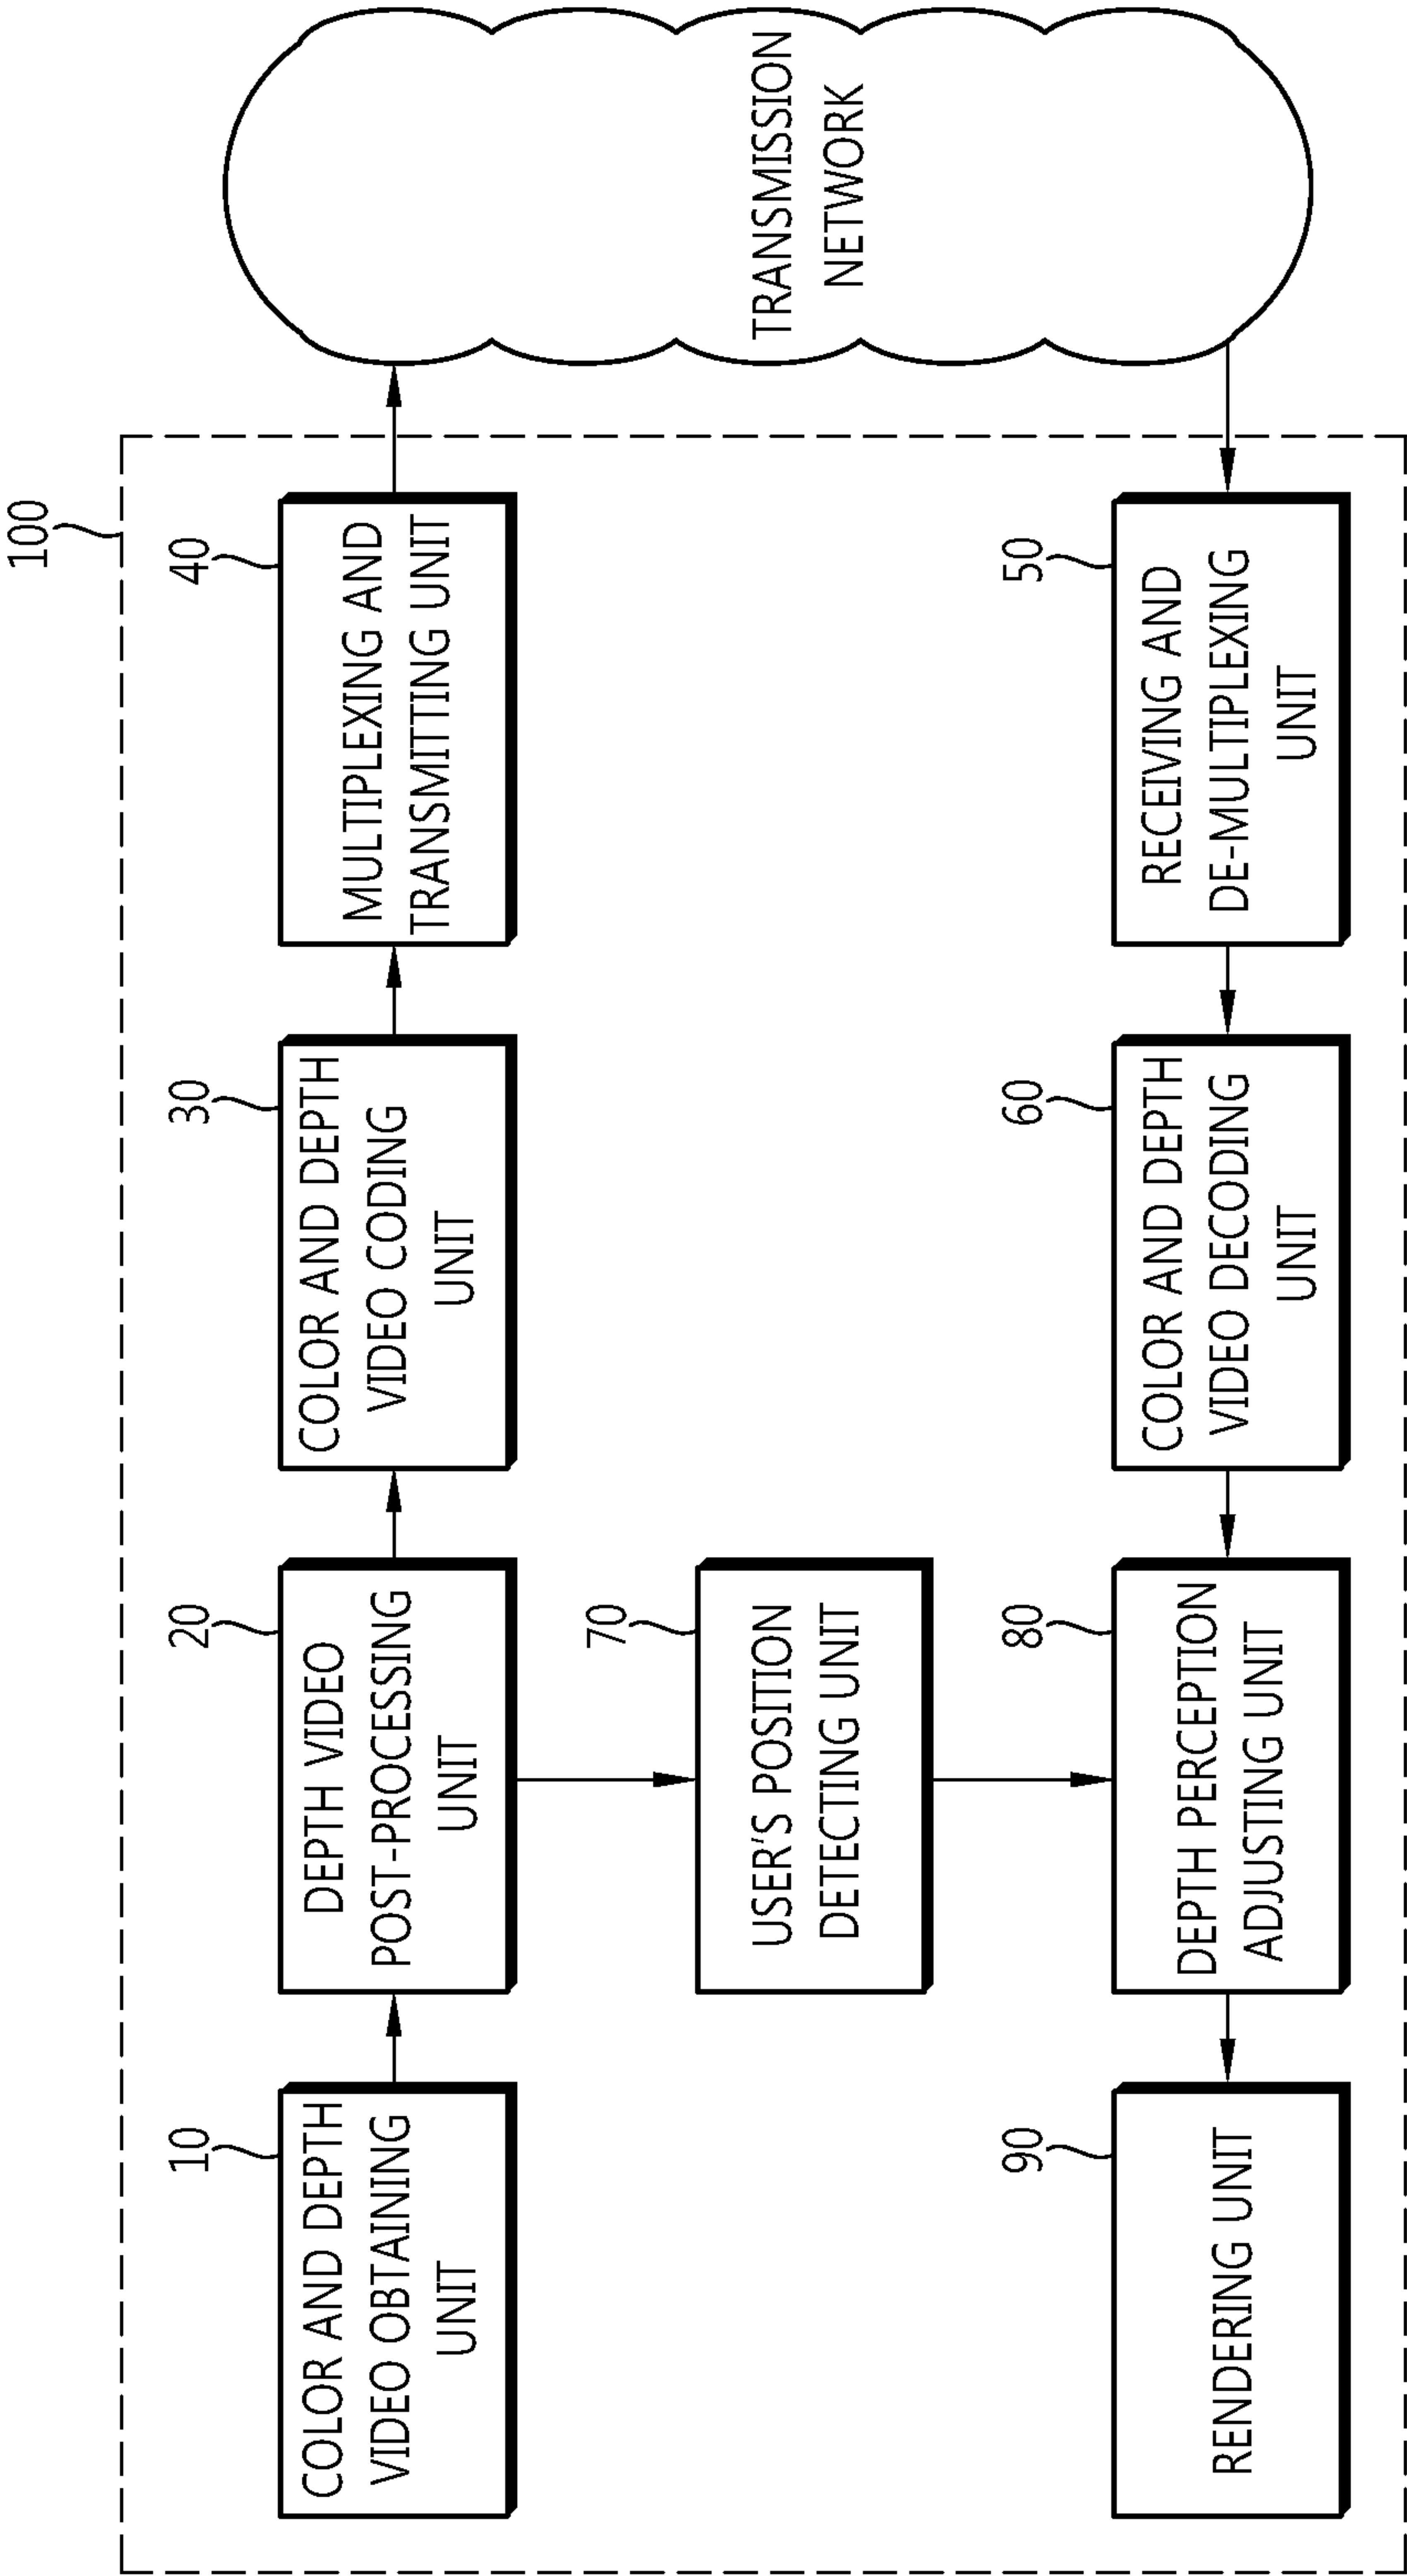 100
10
COLOR AND DEPTH
VIDEO OBTAINING
UNIT
20
DEPTH VIDEO
POST-PROCESSING
UNIT
30
COLOR AND DEPTH
VIDEO CODING
UNIT
40
MULTIPLEXING AND
TRANSMITTING UNIT
TRANSMISSION
NETWORK
70
USER'S POSITION
DETECTING UNIT
90
RENDERING UNIT
80
DEPTH PERCEPTION
ADJUSTING UNIT
60
COLOR AND DEPTH
VIDEO DECODING
UNIT
50
RECEIVING AND
DE-MULTIPLEXING
UNIT